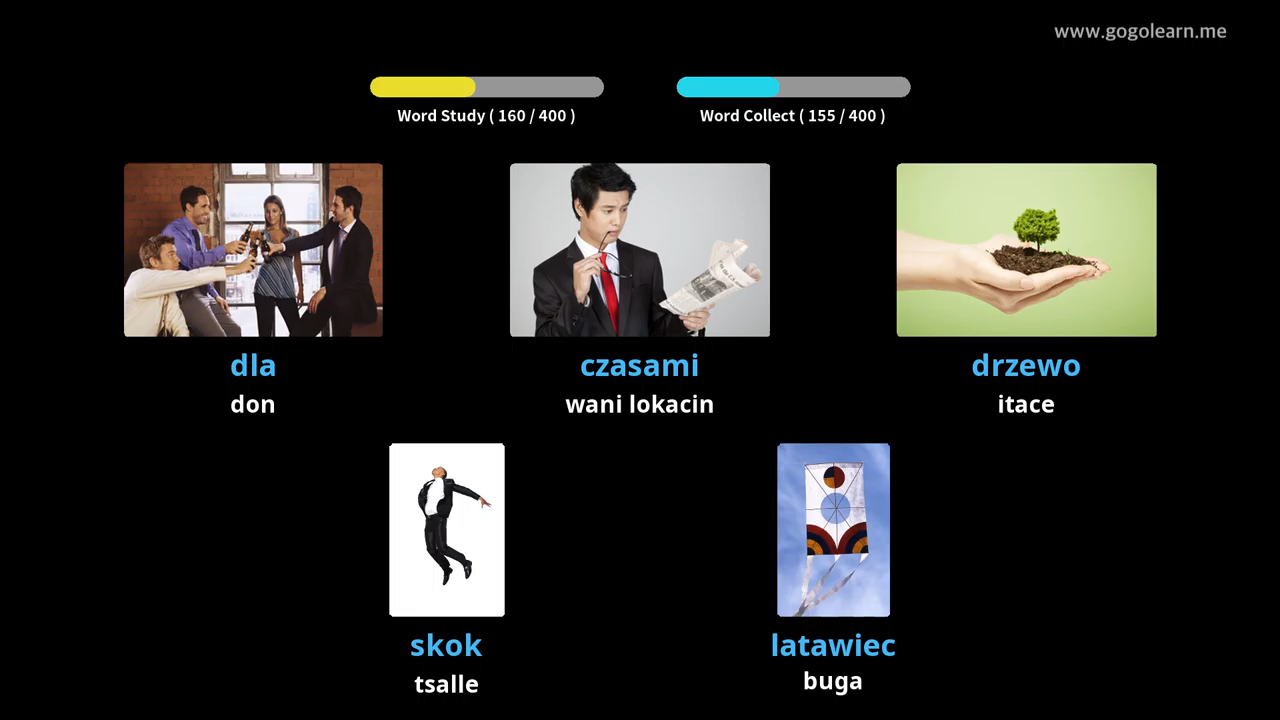 www.gogolearn.me
Word Study ( 160 / 400 )
Word Collect ( 155 / 400 )
dla
don
czasami
wani lokacin
drzewo
itace
skok
tsalle
latawiec
buga